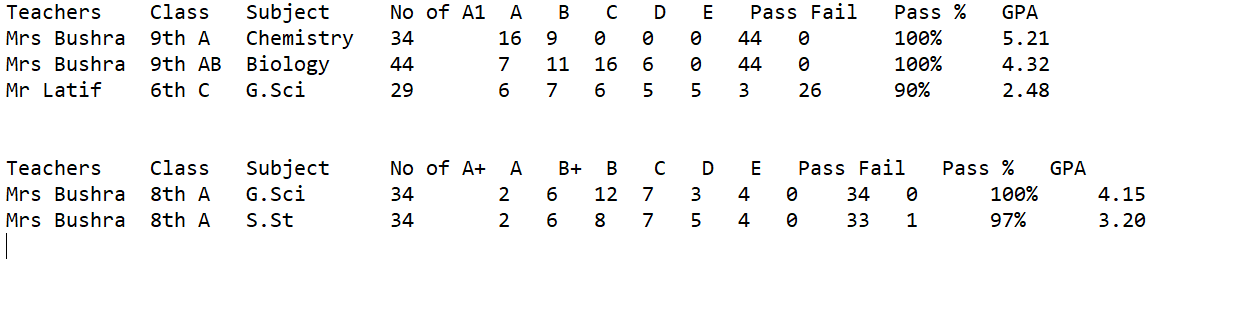 Teachers Class Subject No of A1 A B C D E Pass Fail Pass % GPA
Mrs Bushra 9th A Chemistry 34 16 9 0 0 0 44 0 100% 5.21
Mrs Bushra 9th AB Biology 44 7 11 16 6 0 44 0 100% 4.32
Mr Latif 6th C G.Sci 29 6 7 6 5 5 3 26 90% 2.48
Teachers Class Subject No of A+ A B+ B C D E Pass Fail Pass % GPA
Mrs Bushra 8th A G.Sci 34 2 6 12 7 3 4 0 34 0 100% 4.15
Mrs Bushra 8th A S.St 34 2 6 8 7 5 4 0 33 1 97% 3.20